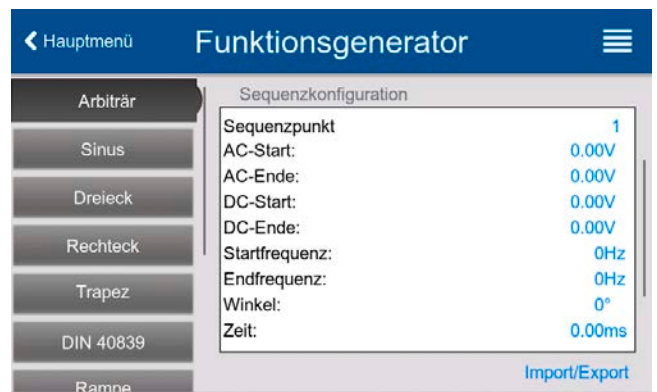 Hauptmenü
Funktionsgenerator
Arbiträr
Sinus
Dreieck
Rechteck
Trapez
DIN 40839
Rampe
Sequenzkonfiguration
Sequenzpunkt 1
AC-Start: 0.00V
AC-Ende: 0.00V
DC-Start: 0.00V
DC-Ende: 0.00V
Startfrequenz: 0Hz
Endfrequenz: 0Hz
Winkel: 0°
Zeit: 0.00ms
Import/Export